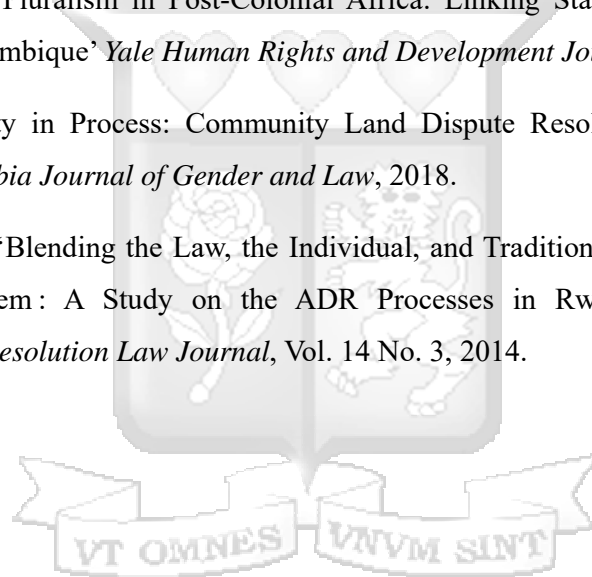 Pluralism in Post-Colonial Africa: Linking Sta
mbique’ Yale Human Rights and Development Jou
ty in Process: Community Land Dispute Resol
bia Journal of Gender and Law, 2018.
‘Blending the Law, the Individual, and Tradition
em : A Study on the ADR Processes in Rw
esolution Law Journal, Vol. 14 No. 3, 2014.
VT OMNES VNVM SINT